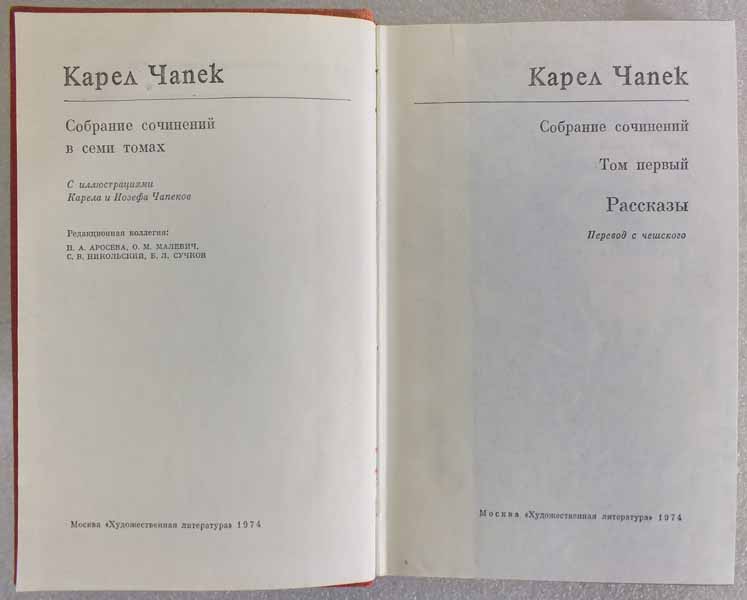 Карел Чапек
Собрание сочинений
в семи томах
С иллюстрациями
Карела и Иозефа Чапеков
Редакционная коллегия:
Н. А. АРОСЕВА, О. М. МАЛЕВИЧ,
С. В. НИКОЛЬСКИЙ, Б. Л. СУЧКОВ
Москва «Художественная литература» 1974
Карел Чапек
Собрание сочинений
Том первый
Рассказы
Перевод с чешского
Москва «Художественная литература» 1974